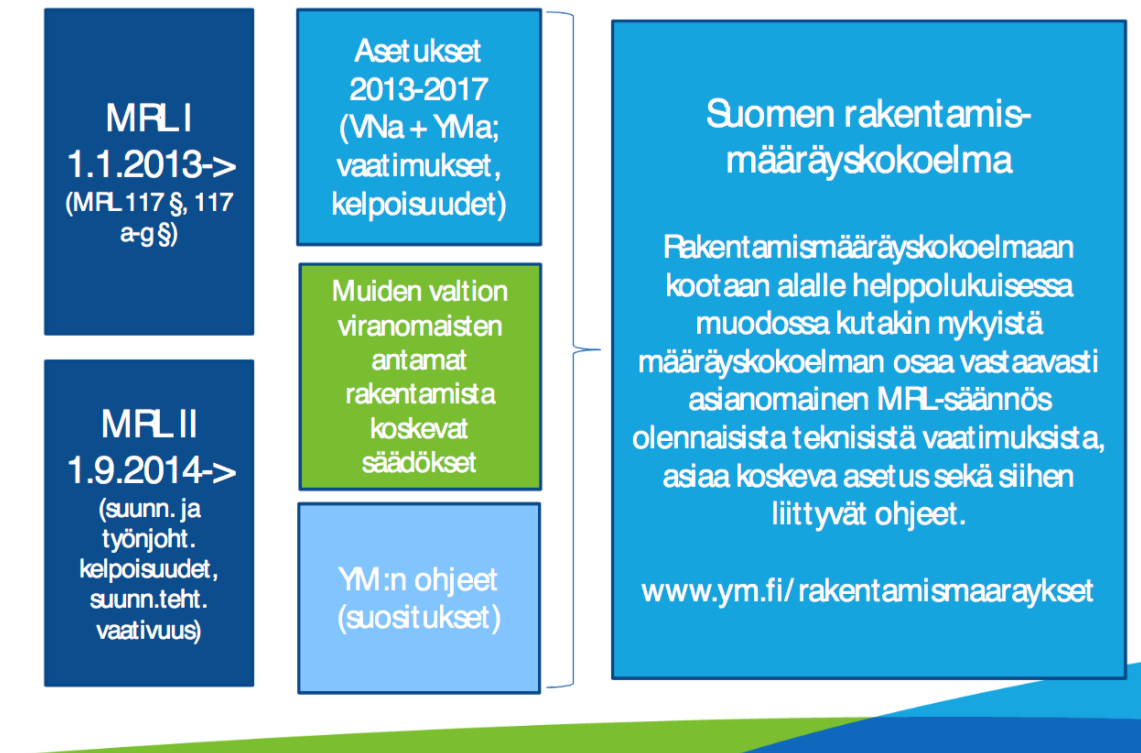 MRL I
1.1.2013->
(MRL 117 §, 117
a-g §)
MRL II
1.9.2014->
(suunn. ja
työnjoht.
kelpoisuudet,
suunn.teht.
vaativuus)
Asetukset
2013-2017
(VNa + YMa;
vaatimukset,
kelpoisuudet)
Muiden valtion
viranomaisten
antamat
rakentamista
koskevat
säädökset
YM:n ohjeet
(suositukset)
Suomen rakentamis-
määräyskokoelma
Rakentamismääräyskokoelmaan
kootaan alalle helppolukuisessa
muodossa kutakin nykyistä
määräyskokoelman osaa vastaavasti
asianomainen MRL-säännös
olennaisista teknisistä vaatimuksista,
asiaa koskeva asetus sekä siihen
liittyvät ohjeet.
www.ym.fi/rakentamismaaraykset